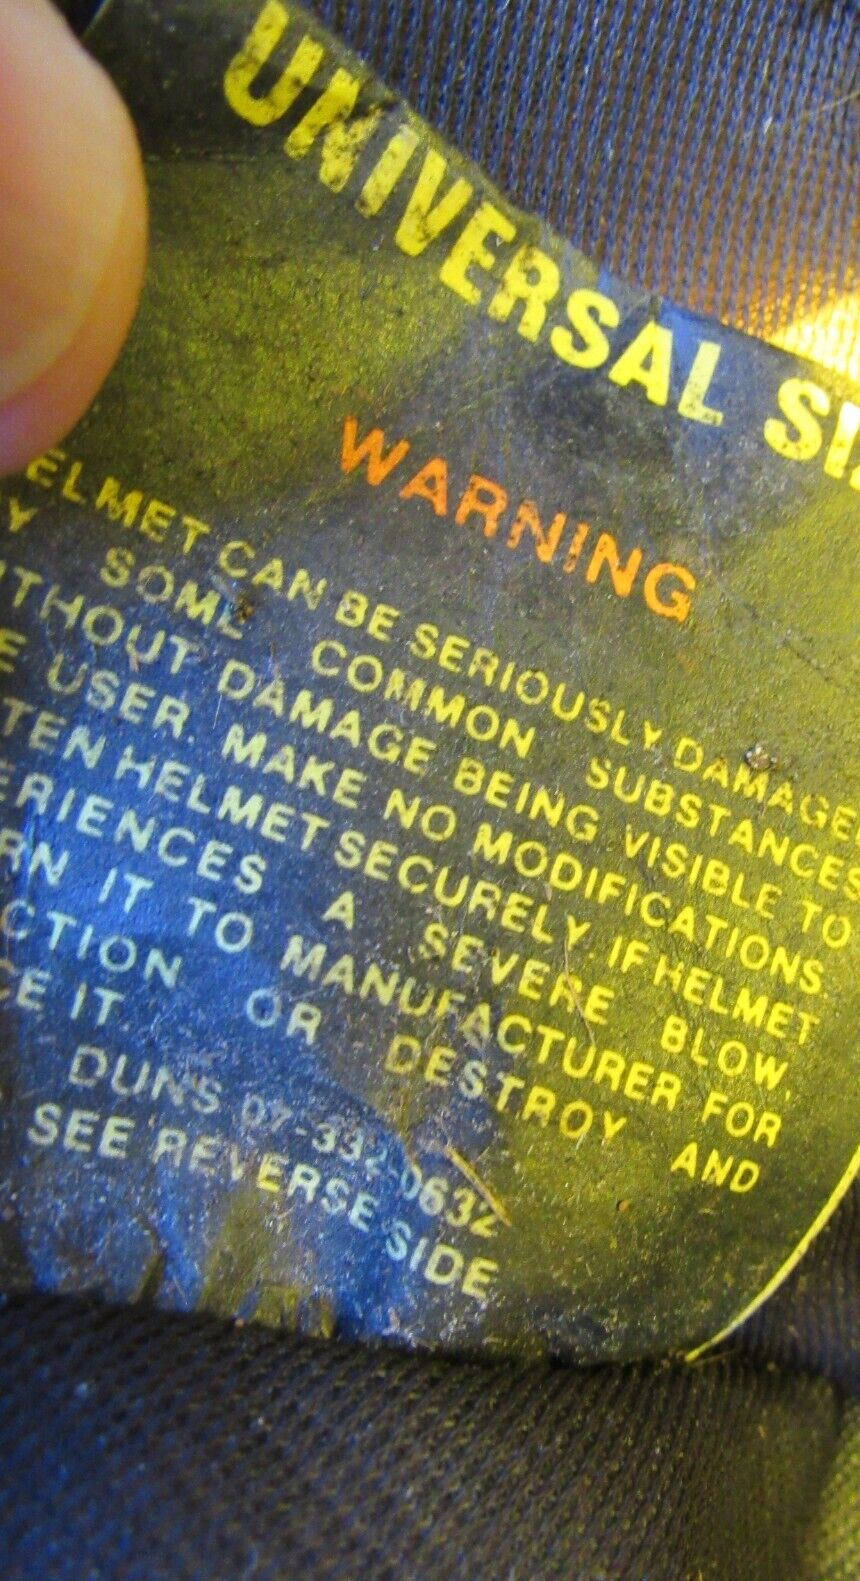 UNIVERSAL SIZ
WARNING
ELMET CAN BE SERIOUSLY DAMAGE
Y SOME COMMON SUBSTANCES
ITHOUT DAMAGE BEING VISIBLE TO
E USER. MAKE NO MODIFICATIONS.
TEN HELMET SECURELY. IF HELMET
ERIENCES A SEVERE BLOW,
RN IT TO MANUFACTURER FOR
CTION OR DESTROY AND
CE IT.
DUNS 07-332-0632
SEE REVERSE SIDE